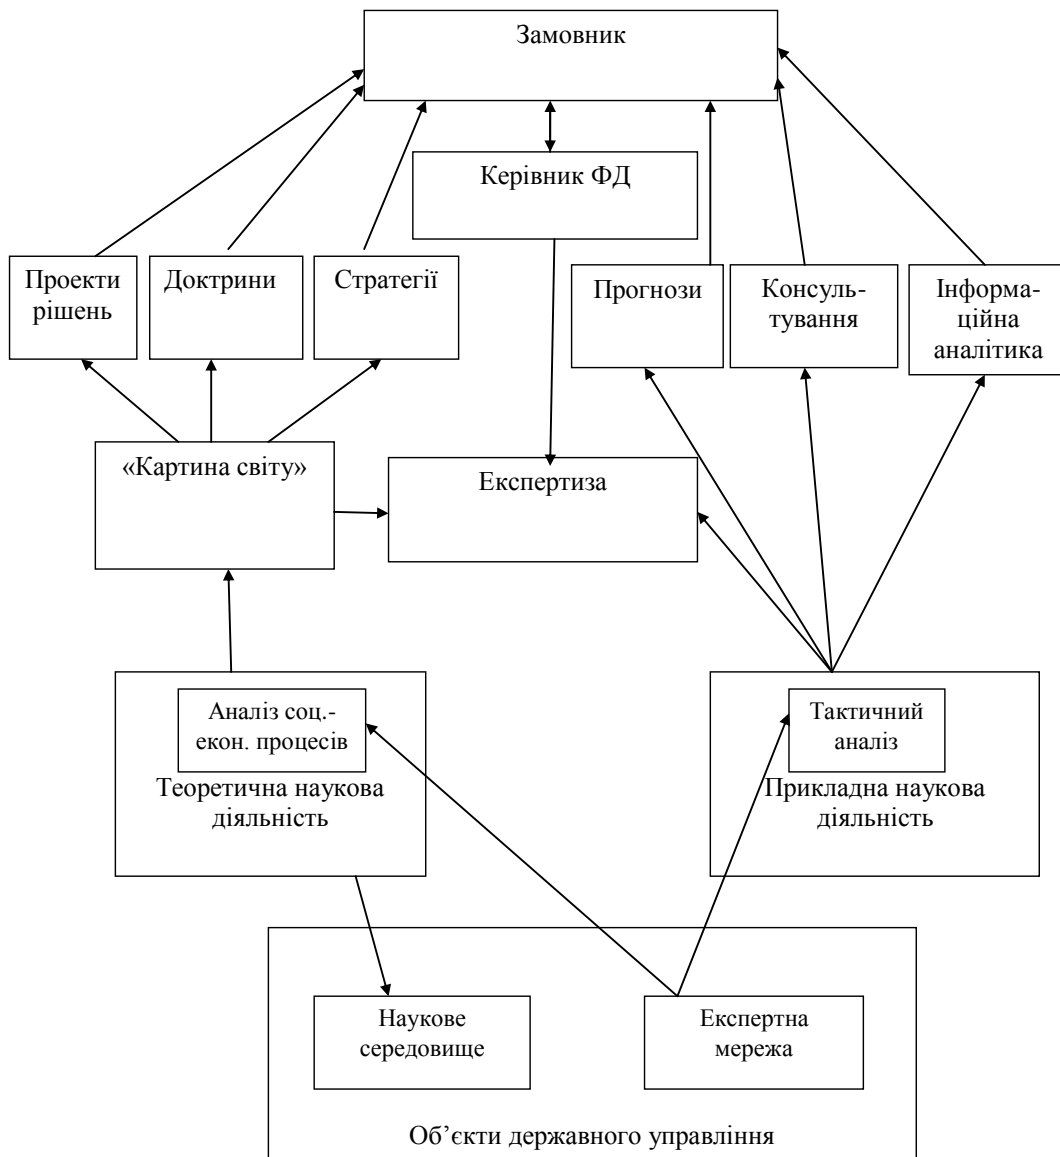 Замовник
Керівник ФД
Проекти
рішень
Доктрини
Стратегії
Прогнози
Консуль-
тування
Інформа-
ційна
аналітика
«Картина світу»
Експертиза
Аналіз соц.-
екон. процесів
Теоретична наукова
діяльність
Тактичний
аналіз
Прикладна наукова
діяльність
Наукове
середовище
Експертна
мережа
Об’єкти державного управління